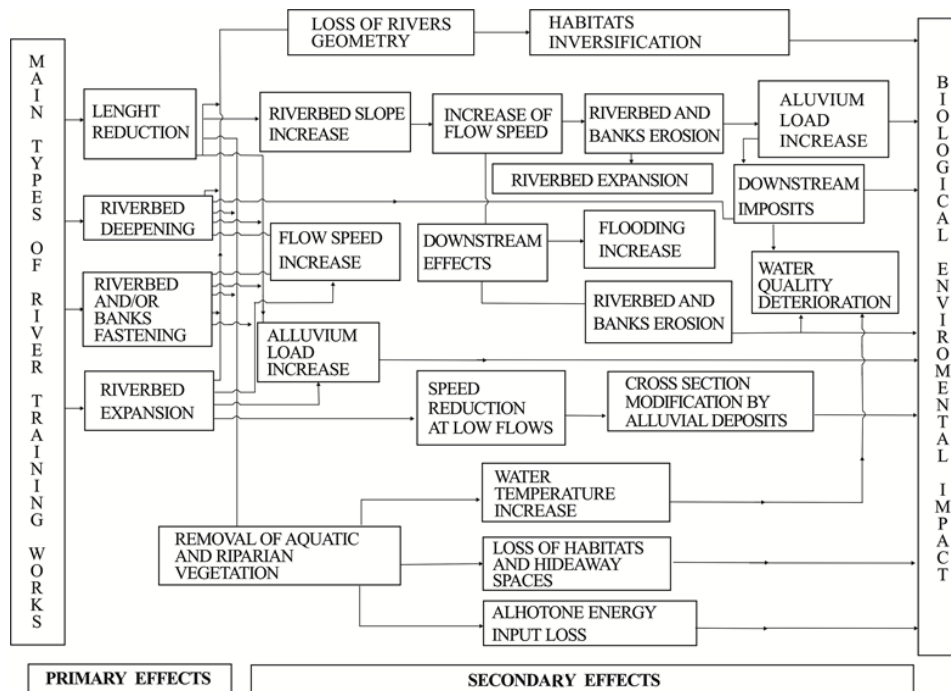 MAIN TYPES OF RIVER TRAINING WORKS
LOSS OF RIVERS
GEOMETRY
HABITATS
INVERSIFICATION
LENGHT
REDUCTION
RIVERBED SLOPE
INCREASE
INCREASE OF
FLOW SPEED
RIVERBED AND
BANKS EROSION
ALUVIUM
LOAD
INCREASE
RIVERBED EXPANSION
DOWNSTREAM
IMPOSITS
RIVERBED
DEEPENING
FLOW SPEED
INCREASE
DOWNSTREAM
EFFECTS
FLOODING
INCREASE
WATER
QUALITY
DETERIORATION
RIVERBED
AND/OR
BANKS
FASTENING
RIVERBED AND
BANKS EROSION
ALLUVIUM
LOAD
INCREASE
RIVERBED
EXPANSION
SPEED
REDUCTION
AT LOW FLOWS
CROSS SECTION
MODIFICATION BY
ALLUVIAL DEPOSITS
WATER
TEMPERATURE
INCREASE
REMOVAL OF AQUATIC
AND RIPARIAN
VEGETATION
LOSS OF HABITATS
AND HIDEAWAY
SPACES
ALHOTONE ENERGY
INPUT LOSS
BIOLOGICAL ENVIROMENTAL IMPACT
PRIMARY EFFECTS
SECONDARY EFFECTS